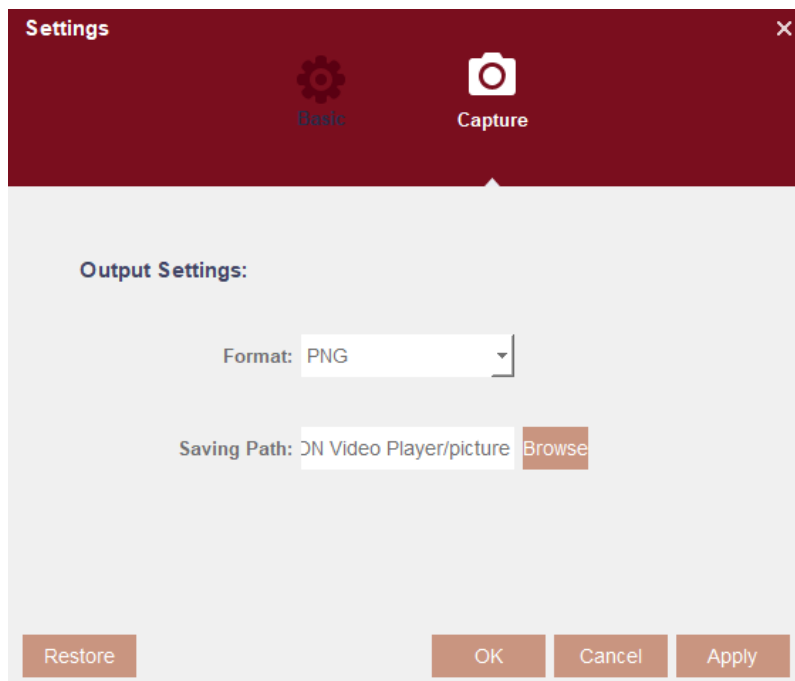 Settings
Basic
Capture
Output Settings:
Format: PNG
Saving Path: ON Video Player/picture Browse
Restore OK Cancel Apply